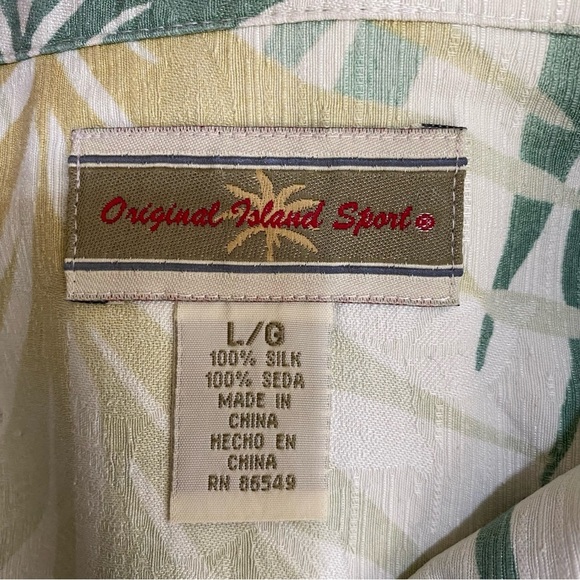 Original Island Sport®
L/G
100% SILK
100% SEDA
MADE IN
CHINA
HECHO EN
CHINA
RN 86549